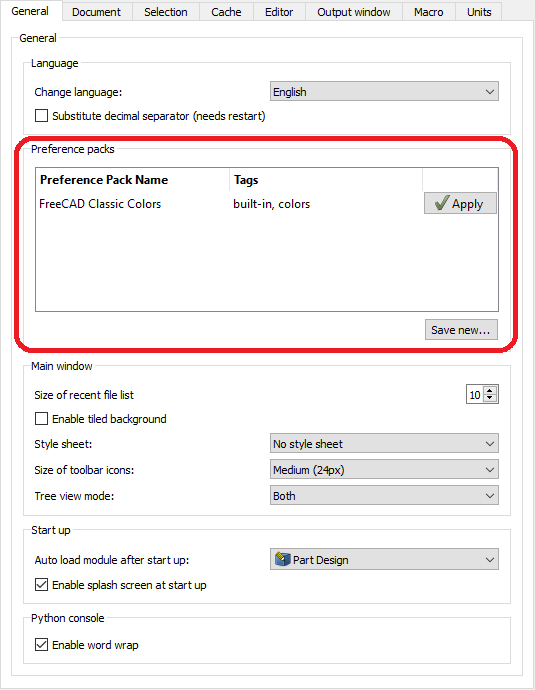 General Document Selection Cache Editor Output window Macro Units
General
Language
Change language: English
Substitute decimal separator (needs restart)
Preference packs
Preference Pack Name Tags
FreeCAD Classic Colors built-in, colors Apply
Save new...
Main window
Size of recent file list 10
Enable tiled background
Style sheet: No style sheet
Size of toolbar icons: Medium (24px)
Tree view mode: Both
Start up
Auto load module after start up: Part Design
Enable splash screen at start up
Python console
Enable word wrap